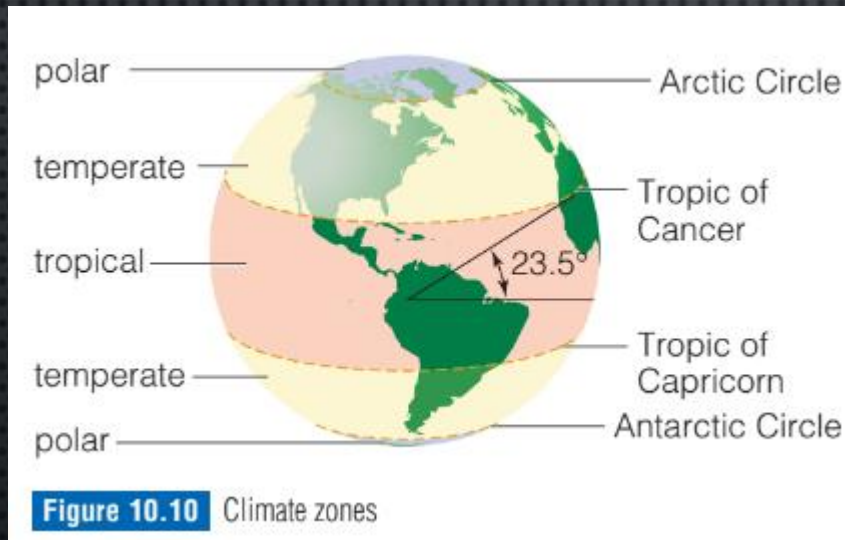 polar
Arctic Circle
temperate
Tropic of
Cancer
tropical
23.5°
Tropic of
Capricorn
temperate
Antarctic Circle
polar
Figure 10.10 Climate zones